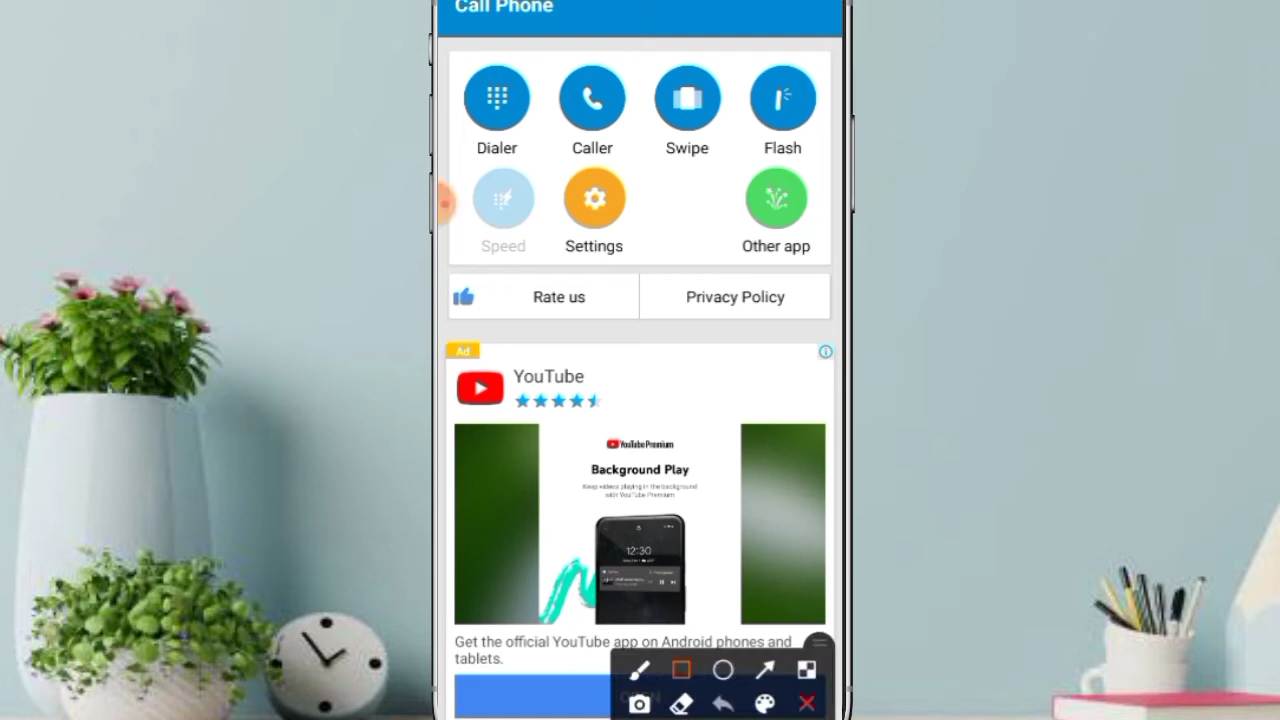 Call Phone
Dialer
Caller
Swipe
Flash
Speed
Settings
Other app
Rate us
Privacy Policy
Ad
YouTube
YouTube Premium
Background Play
Keep videos playing in the background
with YouTube Premium
12:30
Get the official YouTube app on Android phones and
tablets.